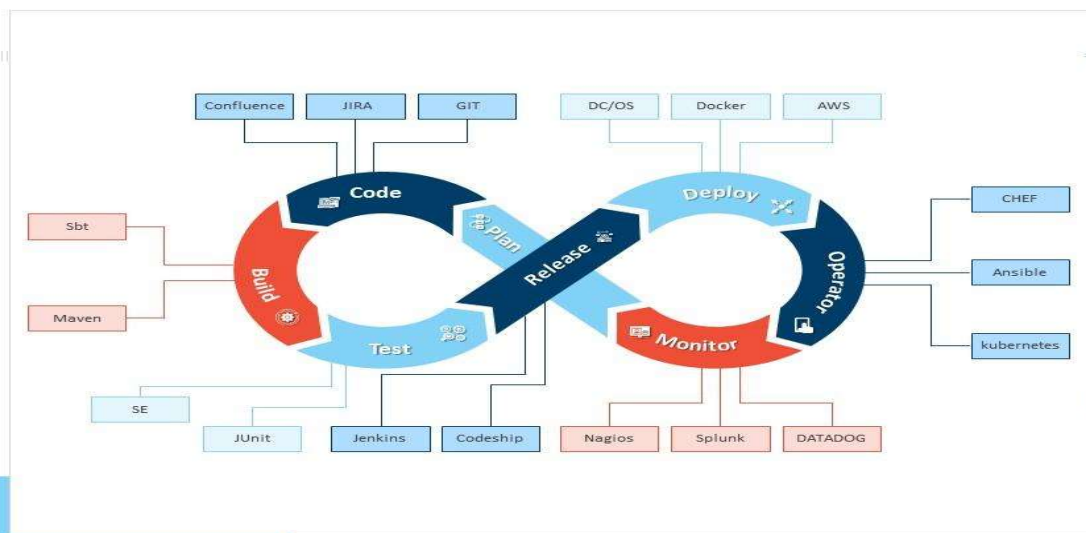 Confluence
JIRA
GIT
DC/OS
Docker
AWS
Code
Deploy
CHEF
Sbt
Plan
Release
Build
Operator
Ansible
Maven
Test
Monitor
kubernetes
SE
JUnit
Jenkins
Codeship
Nagios
Splunk
DATADOG